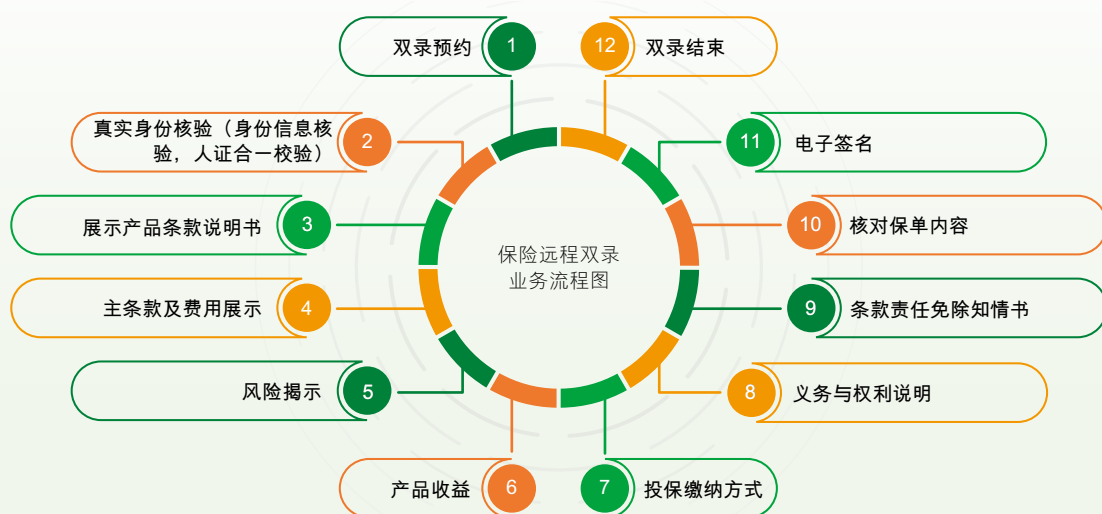 1
双录预约
2
真实身份核验（身份信息核
验，人证合一校验）
3
展示产品条款说明书
4
主条款及费用展示
5
风险揭示
6
产品收益
7
投保缴纳方式
8
义务与权利说明
9
条款责任免除知情书
10
核对保单内容
11
电子签名
12
双录结束
保险远程双录
业务流程图